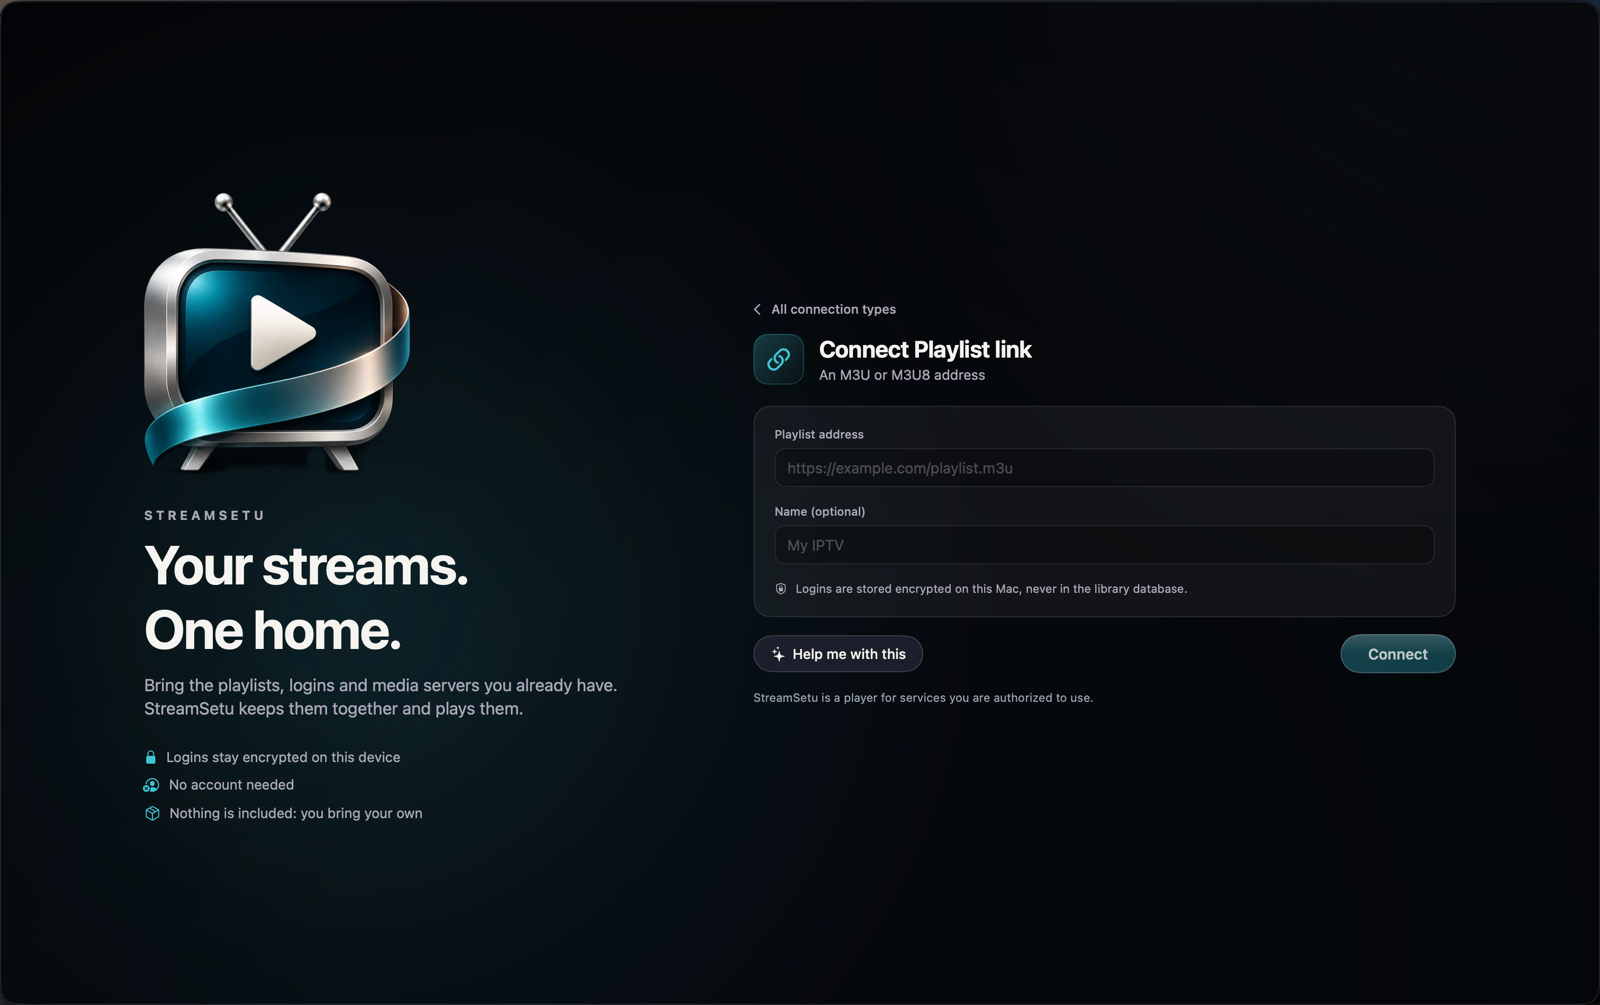 STREAMSETU
Your streams.
One home.
Bring the playlists, logins and media servers you already have.
StreamSetu keeps them together and plays them.
Logins stay encrypted on this device
No account needed
Nothing is included: you bring your own
All connection types
Connect Playlist link
An M3U or M3U8 address
Playlist address
https://example.com/playlist.m3u
Name (optional)
My IPTV
Logins are stored encrypted on this Mac, never in the library database.
Help me with this
Connect
StreamSetu is a player for services you are authorized to use.